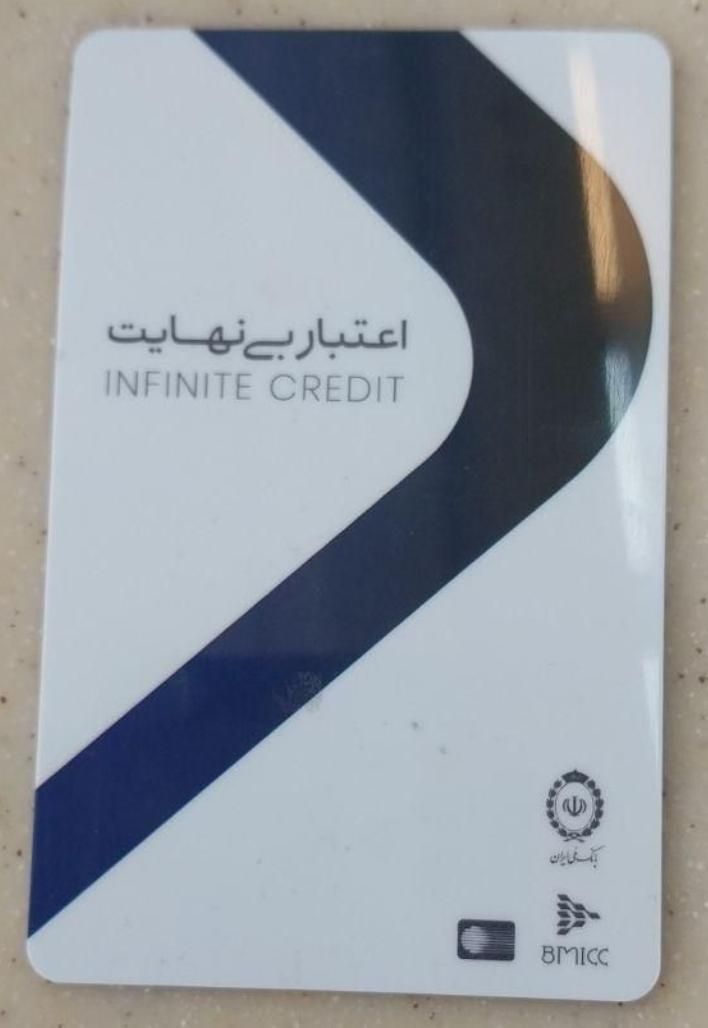 اعتبار بی‌نهایت
INFINITE CREDIT
بانک ملی ایران
BMICC